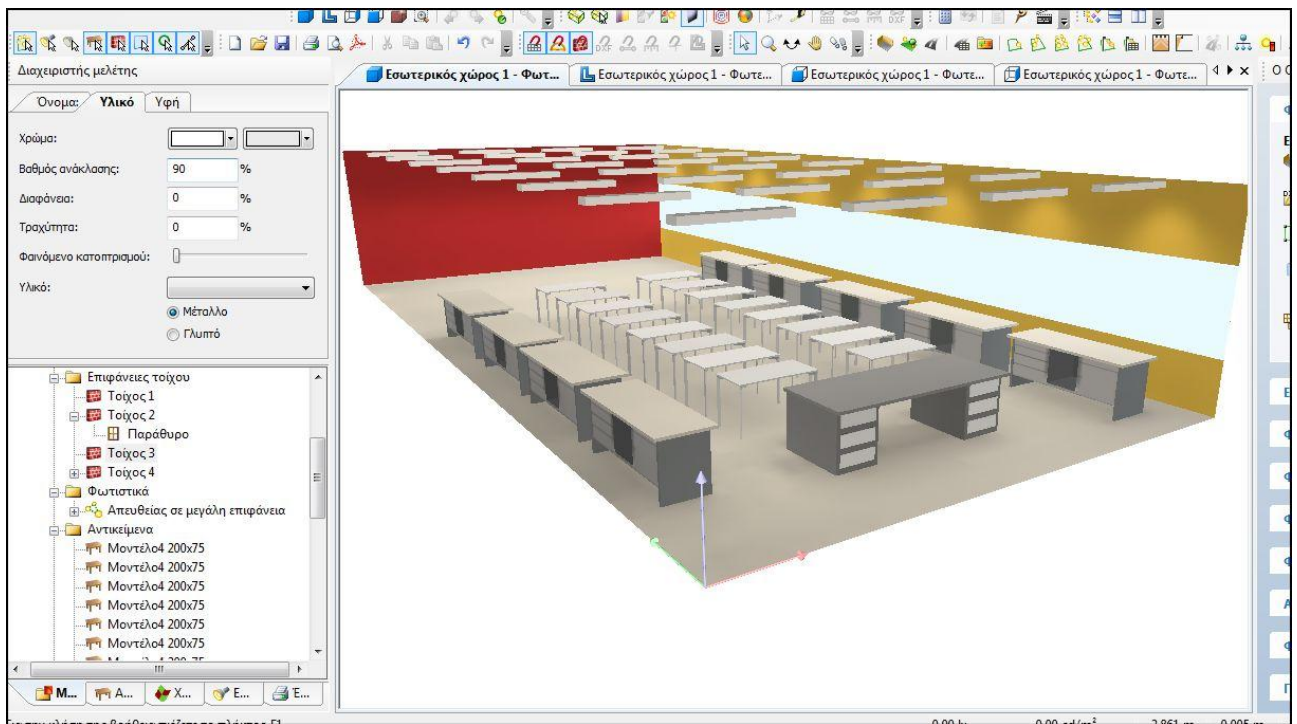 Διαχειριστής μελέτης
Εσωτερικός χώρος 1 - Φωτ...
Εσωτερικός χώρος 1 - Φωτε...
Εσωτερικός χώρος 1 - Φωτε...
Εσωτερικός χώρος 1 - Φωτε...
Όνομα:
Υλικό
Υφή
Χρώμα:
Βαθμός ανάκλασης: 90 %
Διαφάνεια: 0 %
Τραχύτητα: 0 %
Φαινόμενο κατοπτρισμού:
Υλικό:
Μέταλλο
Γλυπτό
Επιφάνειες τοίχου
Τοίχος 1
Τοίχος 2
Παράθυρο
Τοίχος 3
Τοίχος 4
Φωτιστικά
Απευθείας σε μεγάλη επιφάνεια
Αντικείμενα
Μοντέλο4 200x75
Μοντέλο4 200x75
Μοντέλο4 200x75
Μοντέλο4 200x75
Μοντέλο4 200x75
Μοντέλο4 200x75
Μ...
Α...
Χ...
Ε...
Έ...